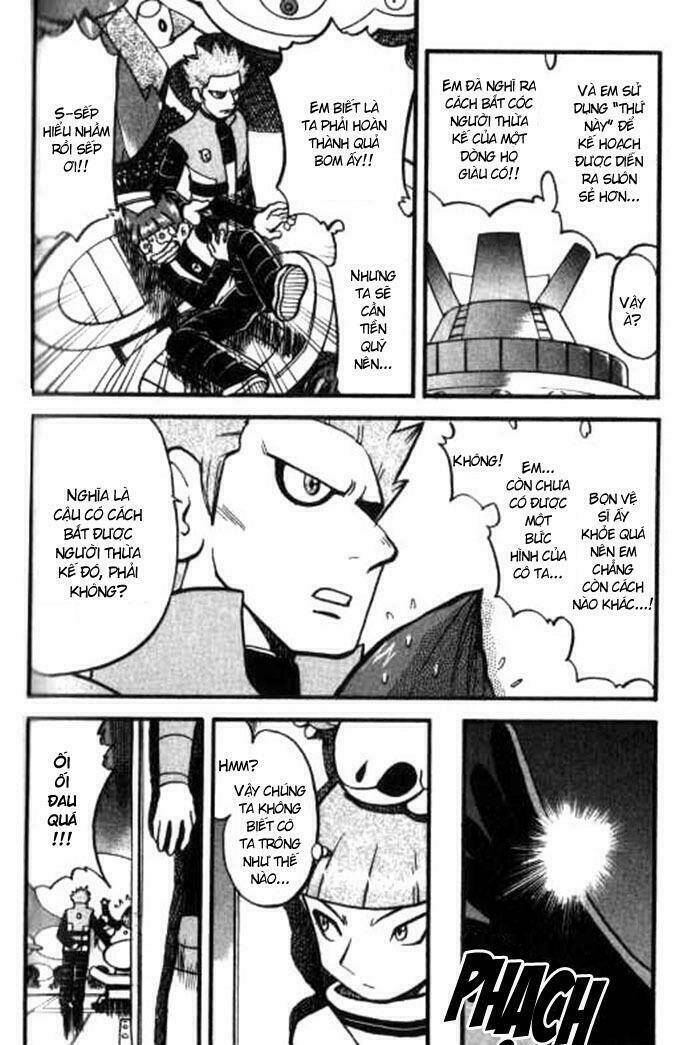 VÀ EM SỬ
DỤNG "THỨ
NÀY" ĐỂ
KẾ HOẠCH
ĐƯỢC DIỄN
RA SUÔN
SẺ HƠN...
EM ĐÃ NGHĨ RA
CÁCH BẮT CÓC
NGƯỜI THỪA
KẾ CỦA MỘT
DÒNG HỌ
GIÀU CÓ!!
VẬY
À?
EM BIẾT LÀ
TA PHẢI HOÀN
THÀNH QUẢ
BOM ẤY!!
NHƯNG
TA SẼ
CẦN
TIỀN
QUỸ
NÊN...
S-SẾP
HIỂU NHẦM
RỒI SẾP
ƠI!!
BỌN VỆ
SĨ ẤY
KHỎE QUÁ
NÊN EM
CHẲNG
CÒN CÁCH
NÀO KHÁC...!
KHÔNG!
EM...
CÒN CHƯA
CÓ ĐƯỢC
MỘT
BỨC
HÌNH CỦA
CÔ TA...
NGHĨA LÀ
CẬU CÓ CÁCH
BẮT ĐƯỢC
NGƯỜI THỪA
KẾ ĐÓ, PHẢI
KHÔNG?
PHẠCH
HMM?
VẬY CHÚNG
TA KHÔNG
BIẾT CÔ
TA TRÔNG
NHƯ THẾ
NÀO...
ỐI
ỐI
ĐAU
QUÁ
!!!